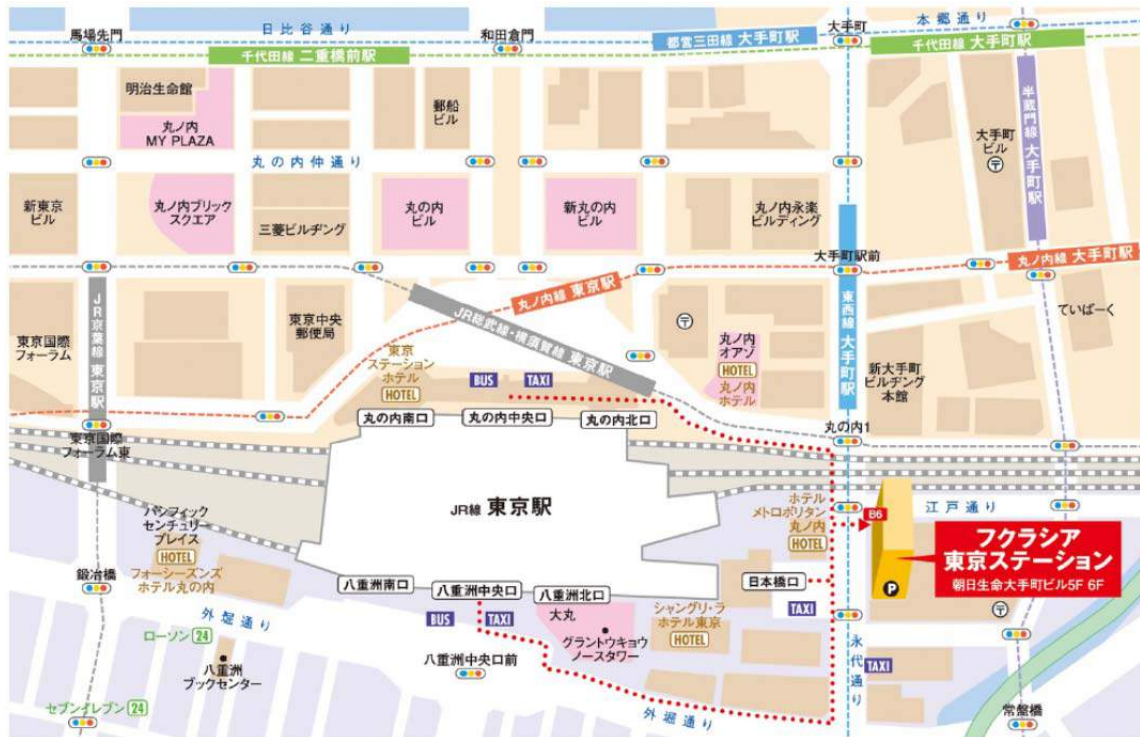 日比谷通り
本郷通り
馬場先門
和田倉門
大手町
都営三田線 大手町駅
千代田線 二重橋前駅
千代田線 大手町駅
明治生命館
丸ノ内
MY PLAZA
郵船
ビル
大手町
ビル
半蔵門線 大手町駅
丸の内仲通り
新東京
ビル
丸ノ内ブリック
スクエア
三菱ビルヂング
丸の内
ビル
新丸の内
ビル
丸ノ内永楽
ビルディング
大手町駅前
丸ノ内線 大手町駅
丸ノ内線 東京駅
JR京葉線 東京駅
JR総武線・横須賀線 東京駅
東西線 大手町駅
東京国際
フォーラム
東京中央
郵便局
東京
ステーション
ホテル
HOTEL
BUS
TAXI
〒
丸ノ内
オアゾ
HOTEL
丸ノ内
ホテル
ていぱーく
新大手町
ビルヂング
本館
丸の内南口
丸の内中央口
丸の内北口
丸の内1
東京国際
フォーラム東
JR線 東京駅
パシフィック
センチュリー
プレイス
HOTEL
フォーシーズンズ
ホテル丸の内
ホテル
メトロポリタン
丸ノ内
HOTEL
B6
江戸通り
フクラシア
東京ステーション
朝日生命大手町ビル5F 6F
P
〒
鍛冶橋
八重洲南口
八重洲中央口
八重洲北口
日本橋口
BUS
TAXI
大丸
グラントウキョウ
ノースタワー
シャングリ・ラ
ホテル東京
HOTEL
TAXI
外堀通り
ローソン24
八重洲
ブックセンター
八重洲中央口前
永代通り
TAXI
セブンイレブン24
外堀通り
常盤橋